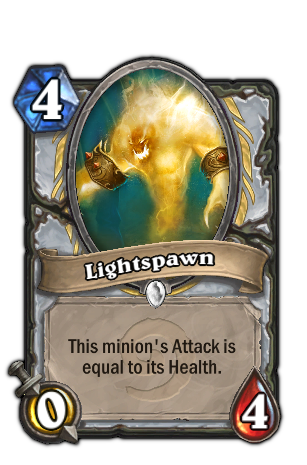 4
Lightspawn
This minion's Attack is
equal to its Health.
0
4